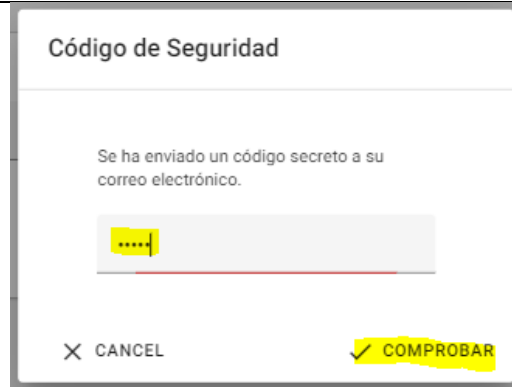 Código de Seguridad
Se ha enviado un código secreto a su
correo electrónico.
•••••
CANCEL
COMPROBAR